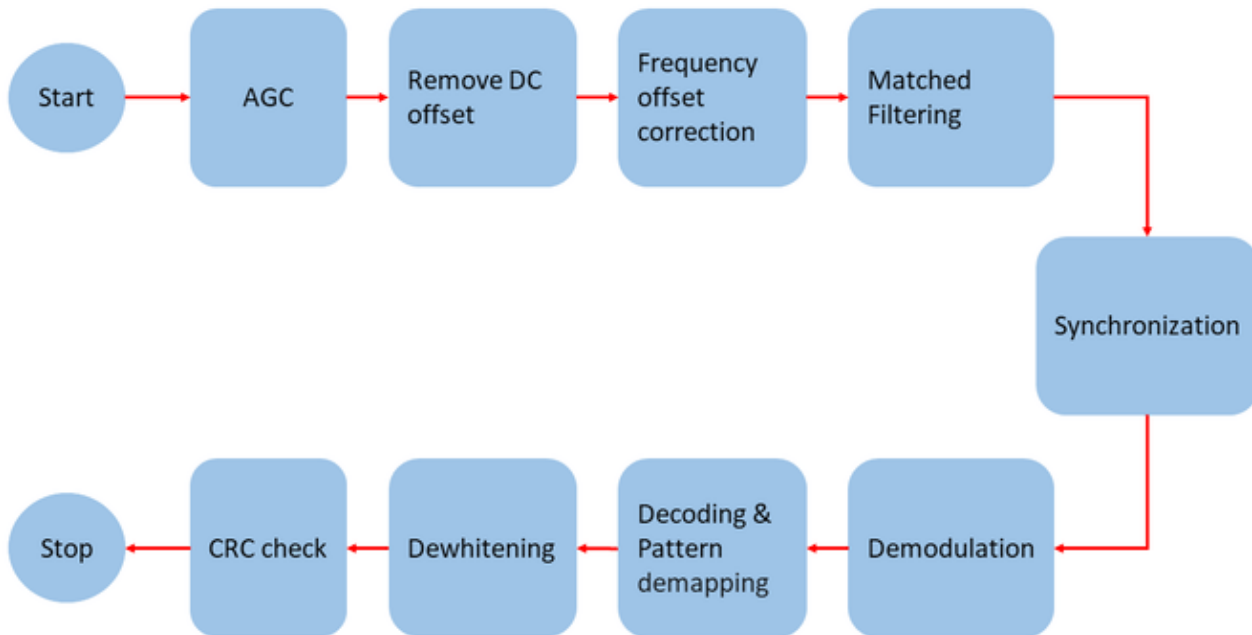 Start
AGC
Remove DC
offset
Frequency
offset
correction
Matched
Filtering
Synchronization
Demodulation
Decoding &
Pattern
demapping
Dewhitening
CRC check
Stop